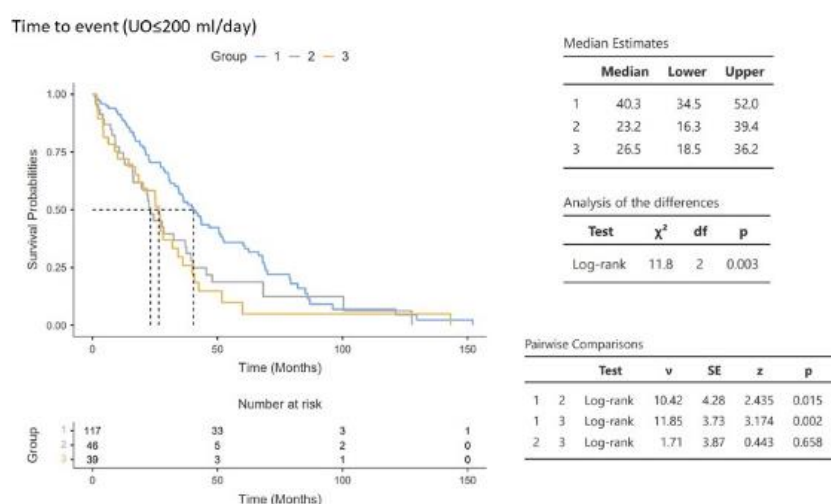 Time to event (UO≤200 ml/day)
Group 1 2 3
1.00
0.75
0.50
0.25
0.00
Survival Probabilities
0 50 100 150
Time (Months)
Number at risk
Group
1 117 33 3 1
2 46 5 2 0
3 39 3 1 0
0 50 100 150
Time (Months)
Median Estimates
Median Lower Upper
1 40.3 34.5 52.0
2 23.2 16.3 39.4
3 26.5 18.5 36.2
Analysis of the differences
Test χ² df p
Log-rank 11.8 2 0.003
Pairwise Comparisons
Test ν SE z p
1 2 Log-rank 10.42 4.28 2.435 0.015
1 3 Log-rank 11.85 3.73 3.174 0.002
2 3 Log-rank 1.71 3.87 0.443 0.658